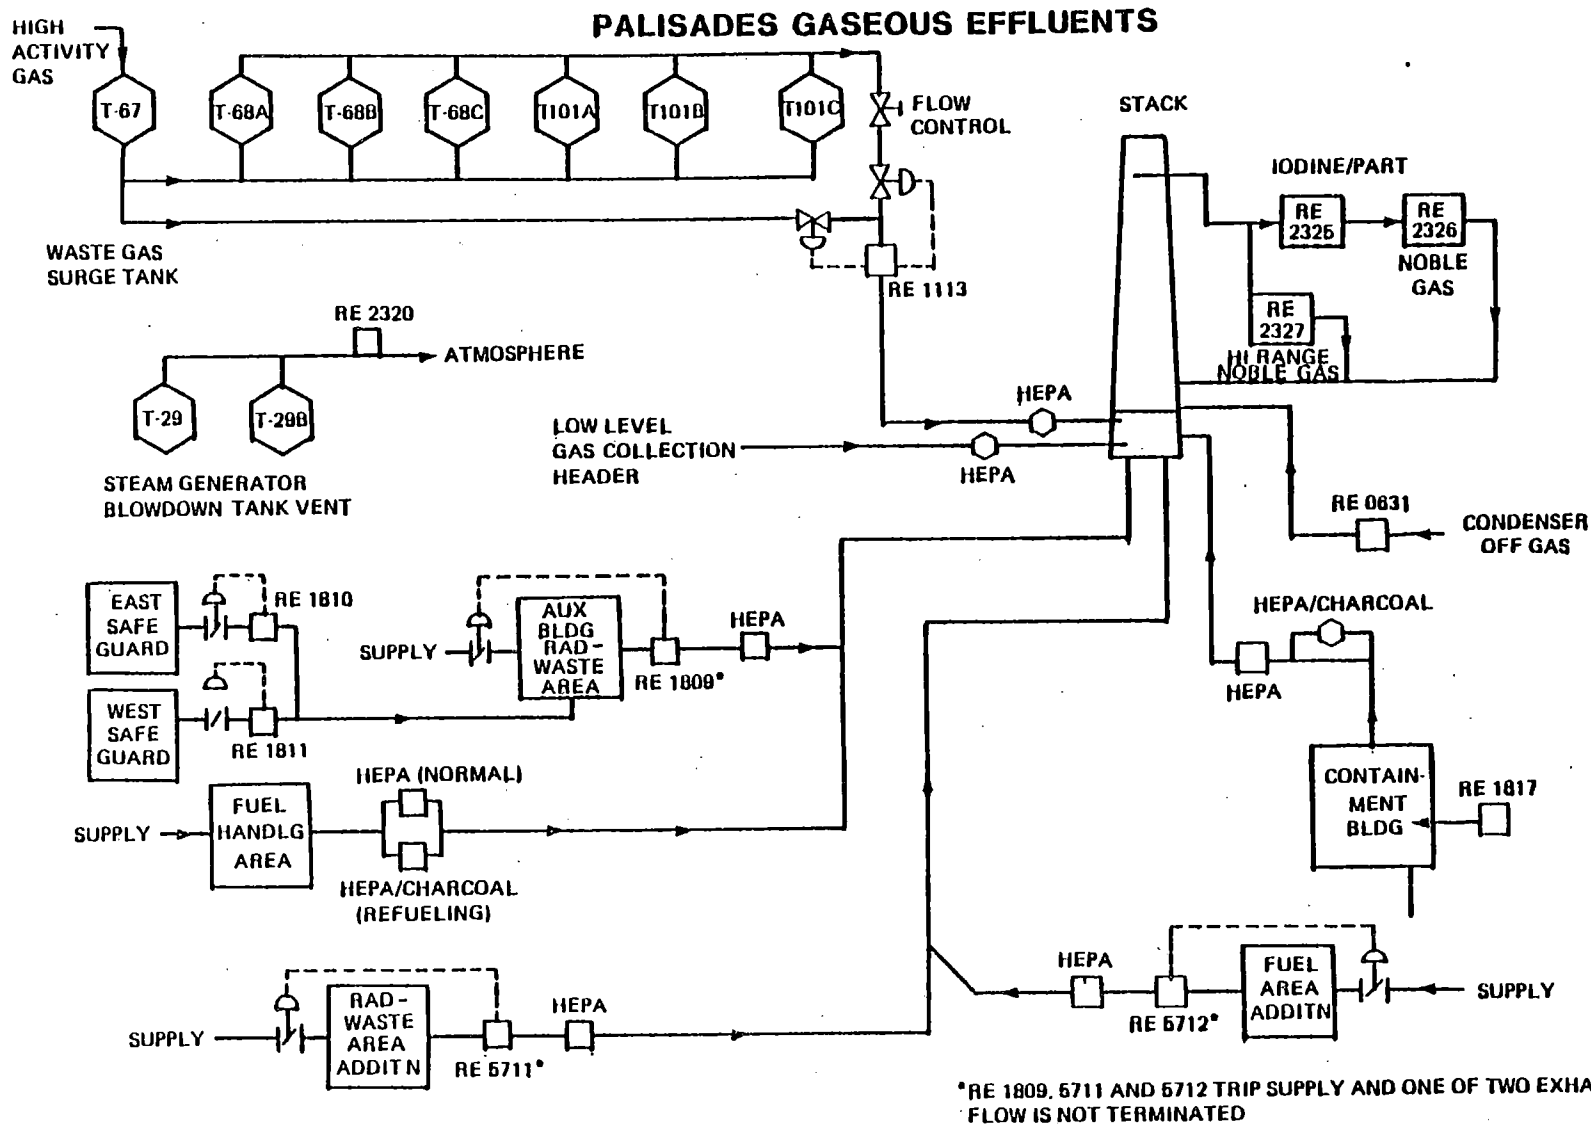 PALISADES GASEOUS EFFLUENTS
HIGH
ACTIVITY
GAS
T-67
T-68A
T-68B
T-68C
T101A
T101B
T101C
FLOW
CONTROL
STACK
IODINE/PART
RE
2325
RE
2326
NOBLE
GAS
RE
2327
HI RANGE
NOBLE GAS
WASTE GAS
SURGE TANK
RE 1113
RE 2320
ATMOSPHERE
T-29
T-29B
STEAM GENERATOR
BLOWDOWN TANK VENT
HEPA
LOW LEVEL
GAS COLLECTION
HEADER
HEPA
RE 0631
CONDENSER
OFF GAS
EAST
SAFE
GUARD
RE 1810
WEST
SAFE
GUARD
RE 1811
SUPPLY
AUX
BLDG
RAD-
WASTE
AREA
RE 1809*
HEPA
HEPA/CHARCOAL
HEPA
CONTAIN-
MENT
BLDG
RE 1817
SUPPLY
FUEL
HANDLG
AREA
HEPA (NORMAL)
HEPA/CHARCOAL
(REFUELING)
SUPPLY
RAD-
WASTE
AREA
ADDITN
RE 5711*
HEPA
HEPA
RE 5712*
FUEL
AREA
ADDITN
SUPPLY
*RE 1809, 5711 AND 5712 TRIP SUPPLY AND ONE OF TWO EXHA
FLOW IS NOT TERMINATED